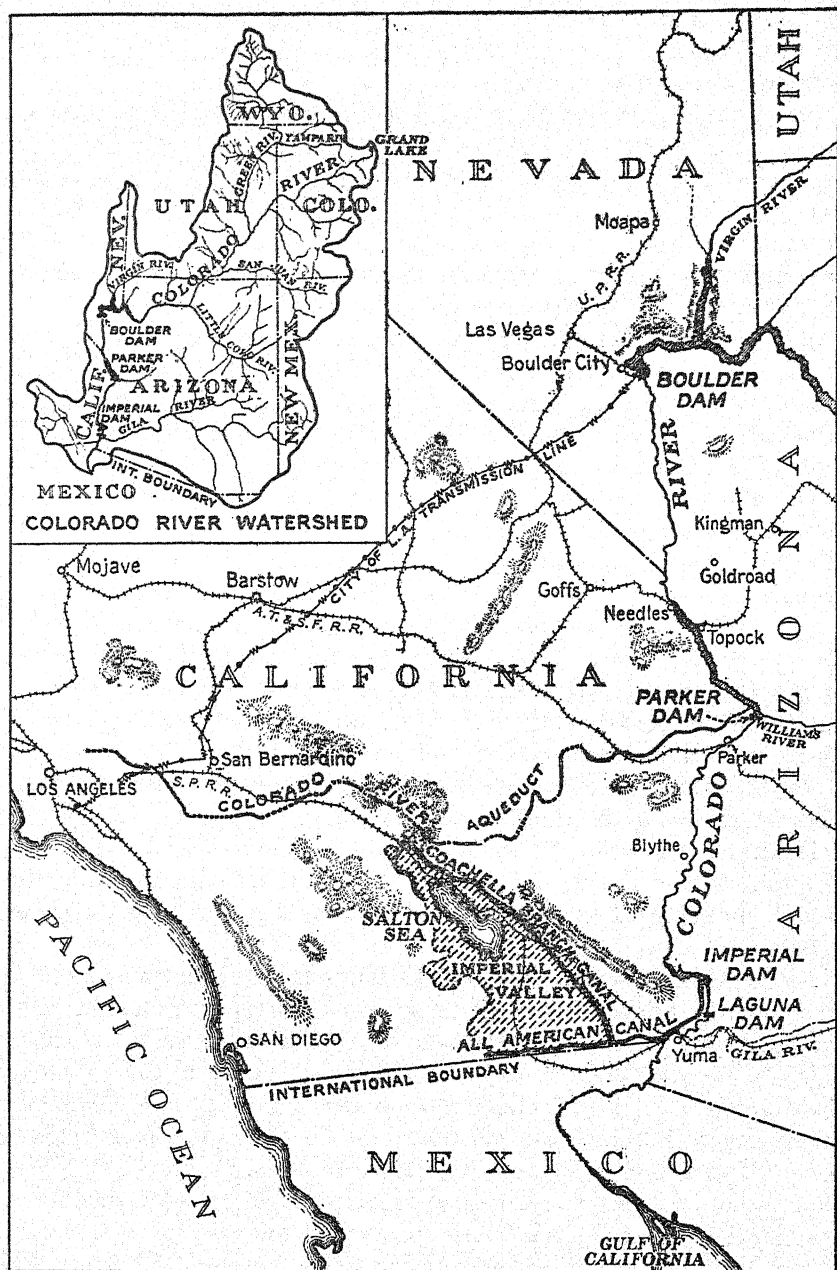 WYO.
GREEN RIV.
YAMPA RIV.
GRAND
LAKE
UTAH
COLO.
COLORADO RIVER
NEV.
VIRGIN RIV.
SAN JUAN RIV.
LITTLE COLO RIV.
BOULDER
DAM
PARKER
DAM
CALIF.
ARIZONA
NEW MEX.
IMPERIAL
DAM
GILA RIVER
INT. BOUNDARY
MEXICO
COLORADO RIVER WATERSHED
UTAH
NEVADA
Moapa
VIRGIN RIVER
U.P.R.R.
Las Vegas
Boulder City
BOULDER
DAM
CITY OF L.A. TRANSMISSION LINE
RIVER
Kingman
Goldroad
Mojave
Barstow
A.T. & S.F. R.R.
Goffs
Needles
Topock
CALIFORNIA
ARIZONA
PARKER
DAM
WILLIAMS
RIVER
Parker
San Bernardino
LOS ANGELES
S.P.R.R.
COLORADO RIVER AQUEDUCT
Blythe
COLORADO
COACHELLA BRANCH CANAL
SALTON
SEA
IMPERIAL
VALLEY
IMPERIAL
DAM
LAGUNA
DAM
ALL AMERICAN CANAL
SAN DIEGO
Yuma
GILA RIV.
INTERNATIONAL BOUNDARY
PACIFIC OCEAN
MEXICO
GULF OF
CALIFORNIA